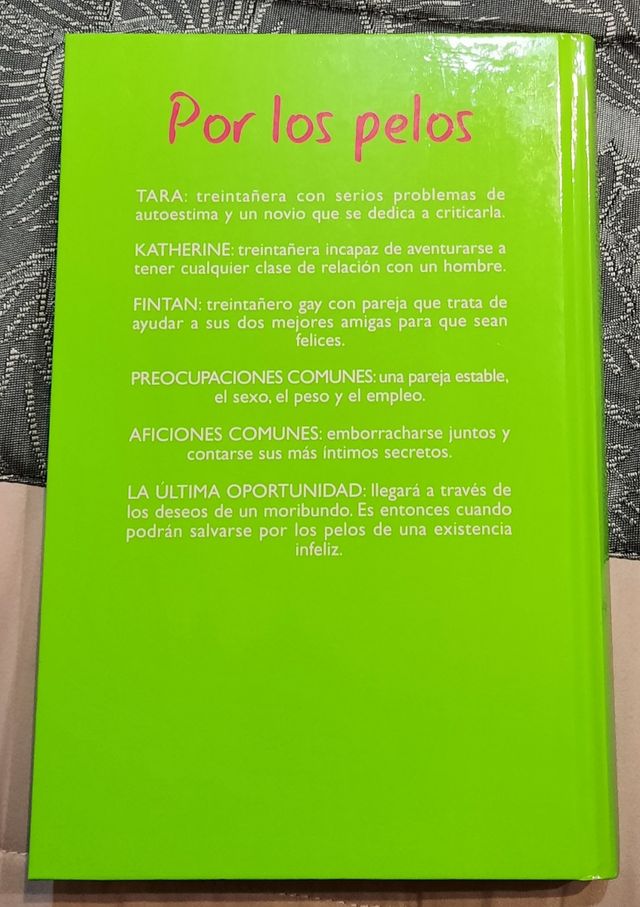 Por los pelos
TARA: treintañera con serios problemas de
autoestima y un novio que se dedica a criticarla.
KATHERINE: treintañera incapaz de aventurarse a
tener cualquier clase de relación con un hombre.
FINTAN: treintañero gay con pareja que trata de
ayudar a sus dos mejores amigas para que sean
felices.
PREOCUPACIONES COMUNES: una pareja estable,
el sexo, el peso y el empleo.
AFICIONES COMUNES: emborracharse juntos y
contarse sus más íntimos secretos.
LA ÚLTIMA OPORTUNIDAD: llegará a través de
los deseos de un moribundo. Es entonces cuando
podrán salvarse por los pelos de una existencia
infeliz.